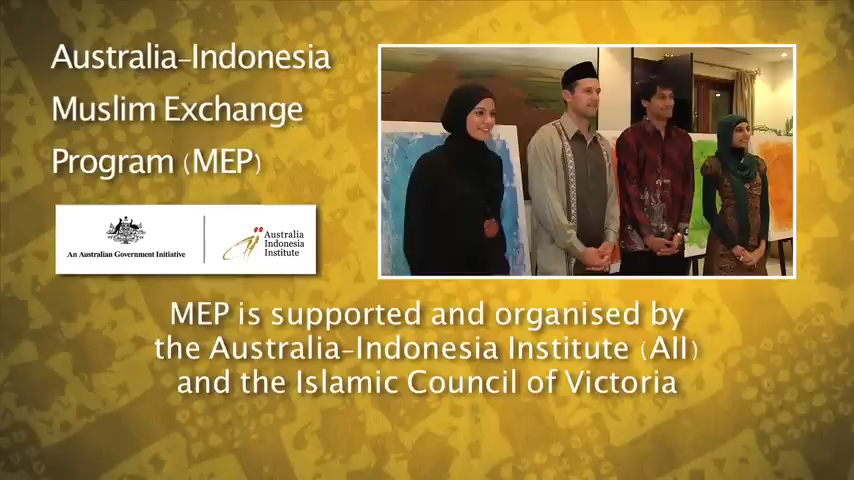 Australia-Indonesia
Muslim Exchange
Program (MEP)
An Australian Government Initiative
Australia
Indonesia
Institute
MEP is supported and organised by
the Australia-Indonesia Institute (AII)
and the Islamic Council of Victoria